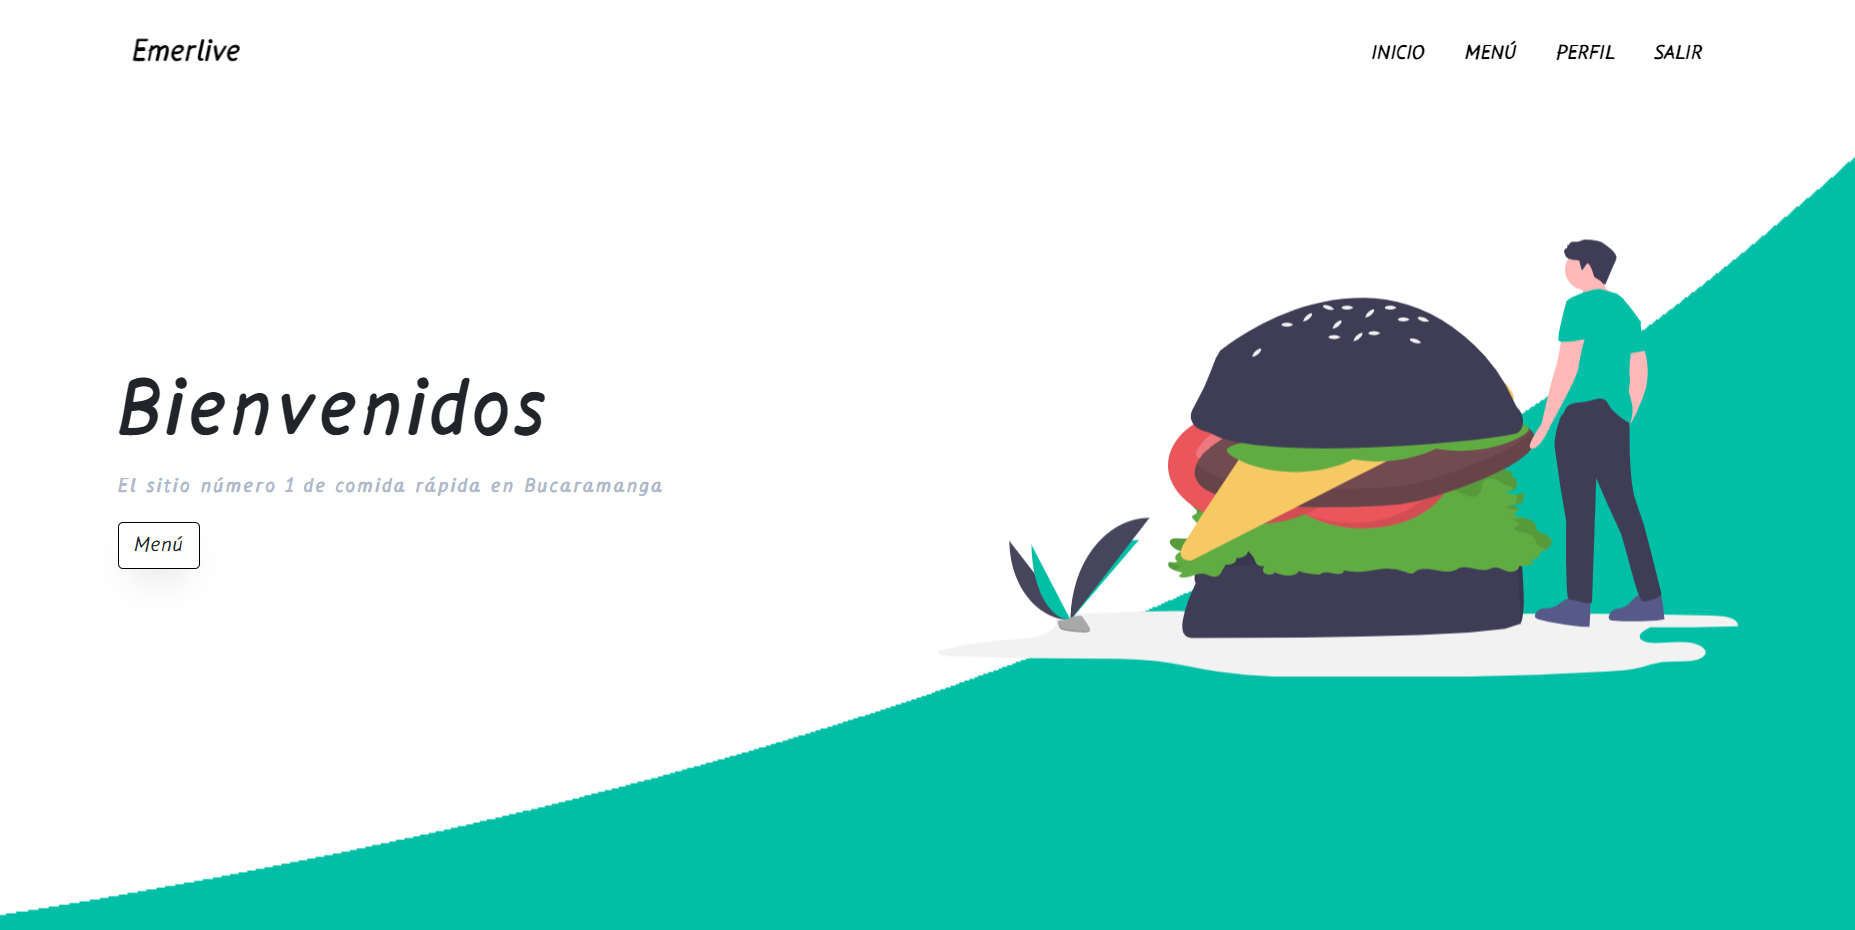 Emerlive
INICIO MENÚ PERFIL SALIR
Bienvenidos
El sitio número 1 de comida rápida en Bucaramanga
Menú